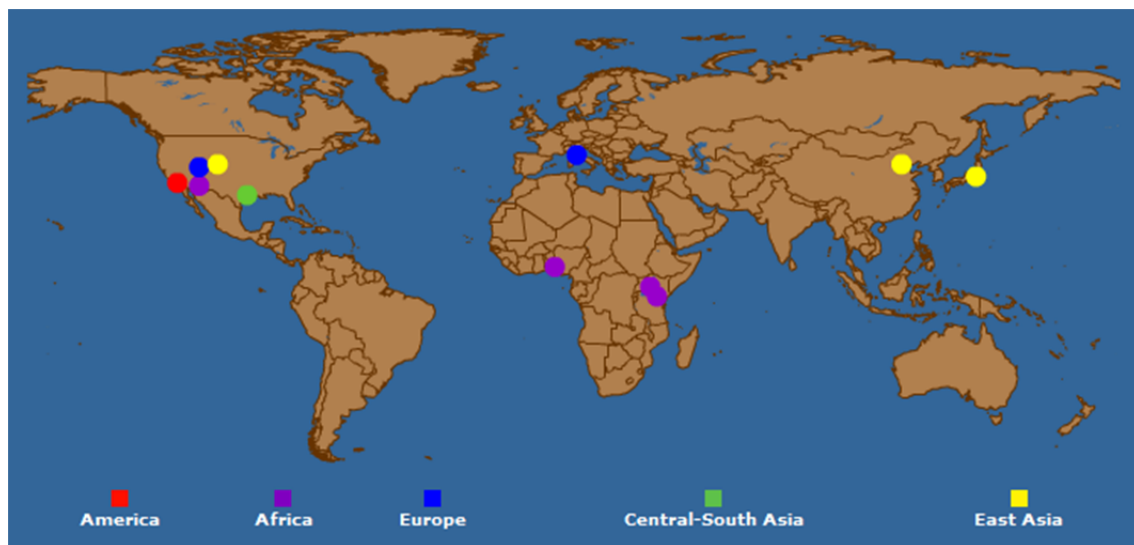 America
Africa
Europe
Central-South Asia
East Asia